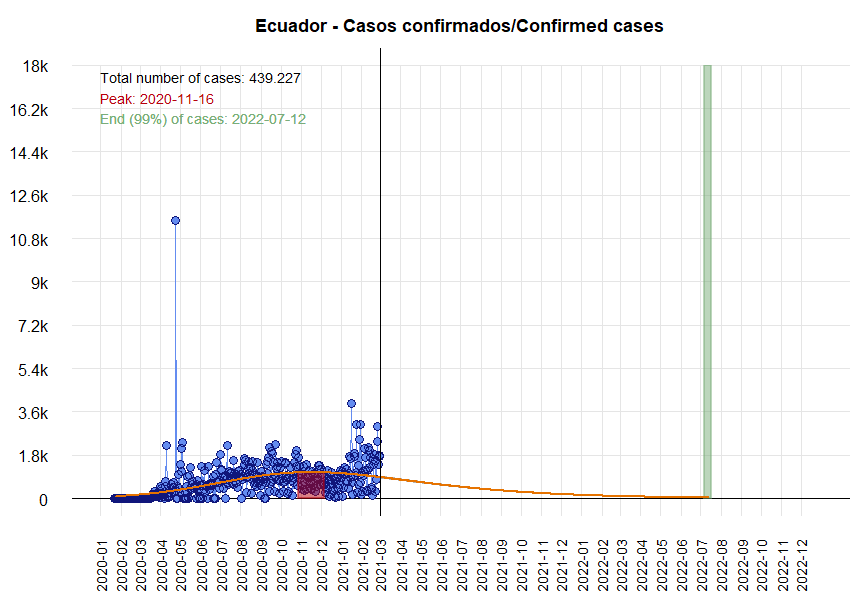 Ecuador - Casos confirmados/Confirmed cases
18k
Total number of cases: 439.227
Peak: 2020-11-16
16.2k
End (99%) of cases: 2022-07-12
14.4k
12.6k
10.8k
9k
7.2k
5.4k
3.6k
1.8k
0
2020-01
2020-02
2020-03
2020-04
2020-05
2020-06
2020-07
2020-08
2020-09
2020-10
2020-11
2020-12
2021-01
2021-02
2021-03
2021-04
2021-05
2021-06
2021-07
2021-08
2021-09
2021-10
2021-11
2021-12
2022-01
2022-02
2022-03
2022-04
2022-05
2022-06
2022-07
2022-08
2022-09
2022-10
2022-11
2022-12